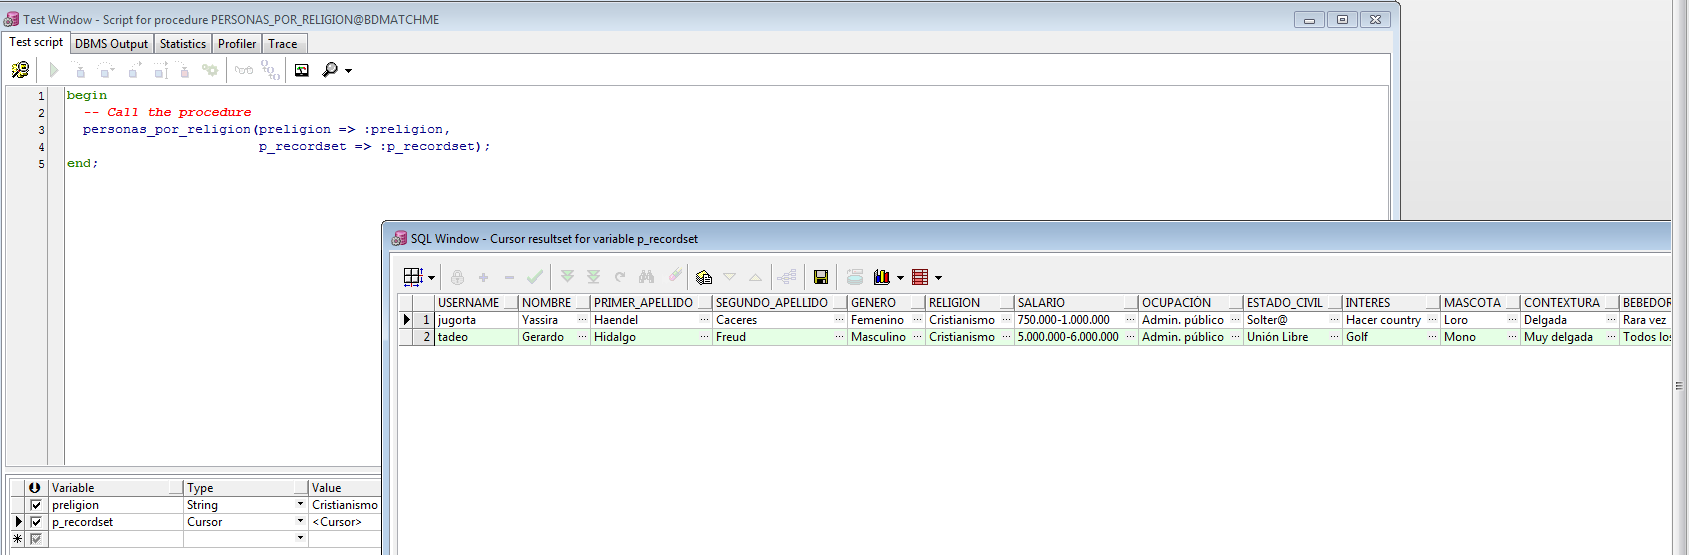 Test Window - Script for procedure PERSONAS_POR_RELIGION@BDMATCHME
Test script DBMS Output Statistics Profiler Trace
1 begin
2 -- Call the procedure
3 personas_por_religion(preligion => :preligion,
4 p_recordset => :p_recordset);
5 end;
SQL Window - Cursor resultset for variable p_recordset
USERNAME NOMBRE PRIMER_APELLIDO SEGUNDO_APELLIDO GENERO RELIGION SALARIO OCUPACIÓN ESTADO_CIVIL INTERES MASCOTA CONTEXTURA BEBEDOR
1 jugorta Yassira Haendel Caceres Femenino Cristianismo 750.000-1.000.000 Admin. público Solter@ Hacer country Loro Delgada Rara vez
2 tadeo Gerardo Hidalgo Freud Masculino Cristianismo 5.000.000-6.000.000 Admin. público Unión Libre Golf Mono Muy delgada Todos los
Variable Type Value
preligion String Cristianismo
p_recordset Cursor <Cursor>